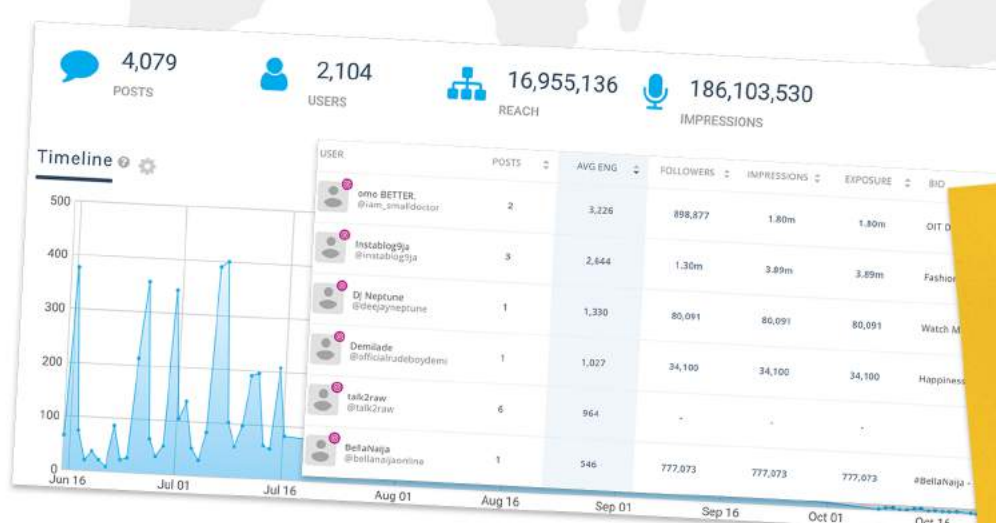 4,079
POSTS
2,104
USERS
16,955,136
REACH
186,103,530
IMPRESSIONS
Timeline
500
400
300
200
100
0
Jun 16
Jul 01
Jul 16
Aug 01
Aug 16
Sep 01
Sep 16
Oct 01
Oct 16
USER POSTS AVG ENG FOLLOWERS IMPRESSIONS EXPOSURE BIO
omo BETTER.
@iam_smalldoctor
2 3,226 898,877 1.80m 1.80m OIT D
Instablog9ja
@instablog9ja
3 2,644 1.30m 3.89m 3.89m Fashion
DJ Neptune
@deejayneptune
1 1,330 80,091 80,091 80,091 Watch M
Demilade
@officialrudeboydemi
1 1,027 34,100 34,100 34,100 Happiness
talk2raw
@talk2raw
6 964 - - -
BellaNaija
@bellanaijaonline
1 546 777,073 777,073 777,073 #BellaNaija -